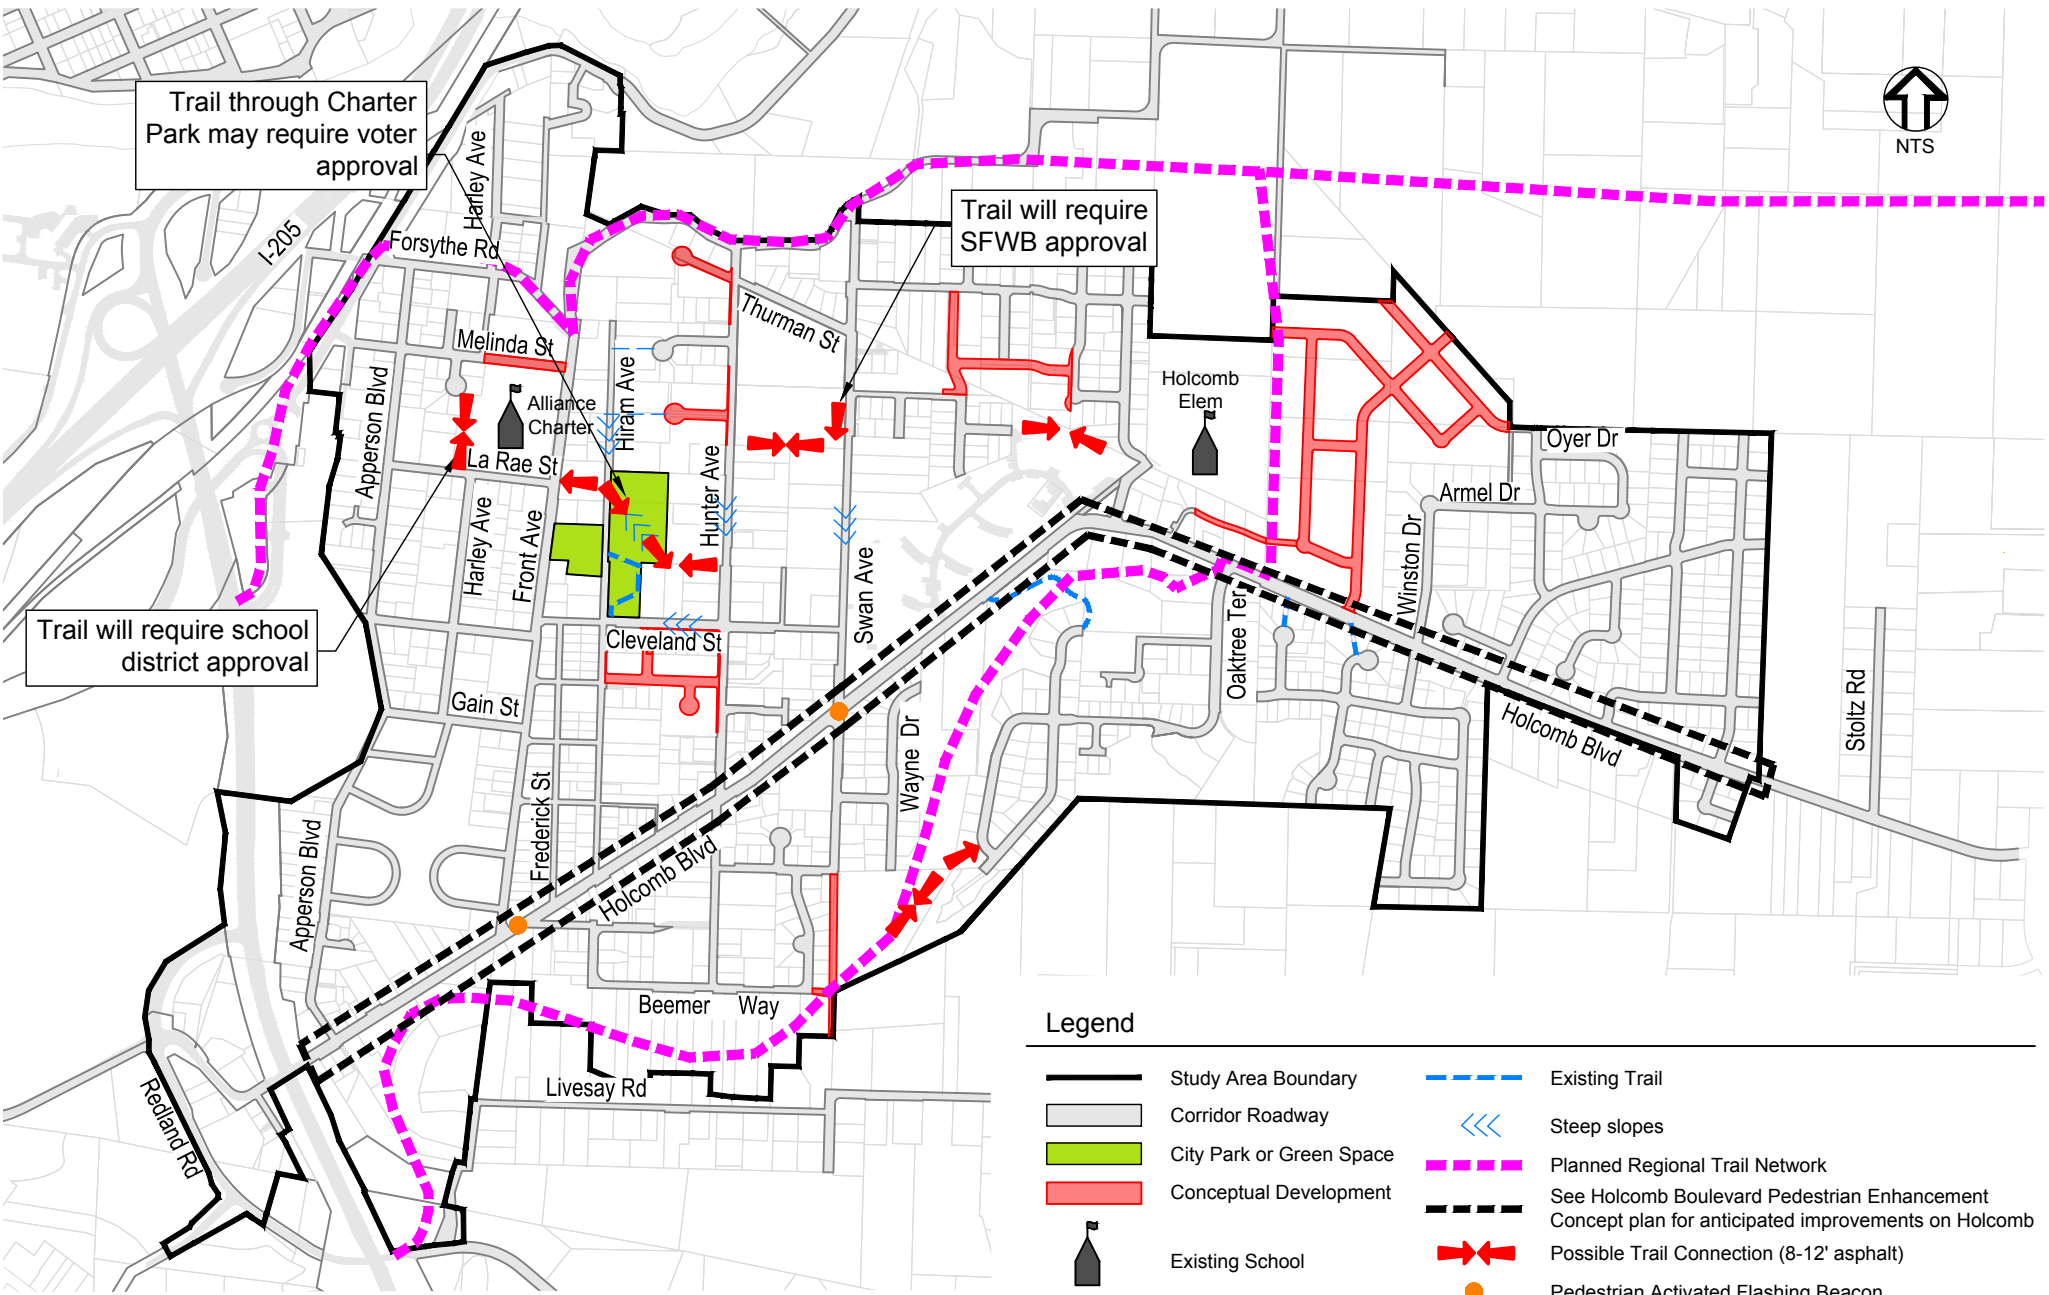 Trail through Charter
Park may require voter
approval
Harley Ave
I-205
Forsythe Rd
Trail will require
SFWB approval
NTS
Thurman St
Melinda St
Apperson Blvd
Alliance
Charter
Hiram Ave
Holcomb
Elem
La Rae St
Hunter Ave
Oyer Dr
Armel Dr
Harley Ave
Front Ave
Swan Ave
Winston Dr
Trail will require school
district approval
Cleveland St
Oaktree Ter
Gain St
Wayne Dr
Holcomb Blvd
Stoltz Rd
Frederick St
Apperson Blvd
Holcomb Blvd
Beemer Way
Livesay Rd
Redland Rd
Legend
Study Area Boundary
Corridor Roadway
City Park or Green Space
Conceptual Development
Existing School
Existing Trail
Steep slopes
Planned Regional Trail Network
See Holcomb Boulevard Pedestrian Enhancement
Concept plan for anticipated improvements on Holcomb
Possible Trail Connection (8-12' asphalt)
Pedestrian Activated Flashing Beacon